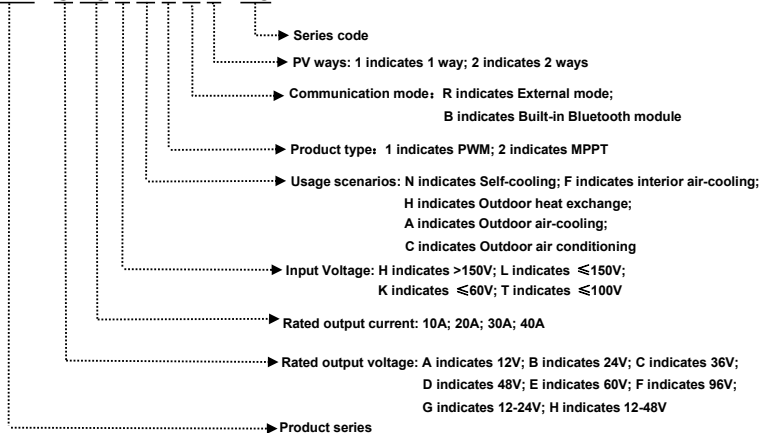 Series code
PV ways: 1 indicates 1 way; 2 indicates 2 ways
Communication mode：R indicates External mode;
B indicates Built-in Bluetooth module
Product type：1 indicates PWM; 2 indicates MPPT
Usage scenarios: N indicates Self-cooling; F indicates interior air-cooling;
H indicates Outdoor heat exchange;
A indicates Outdoor air-cooling;
C indicates Outdoor air conditioning
Input Voltage: H indicates >150V; L indicates ≤150V;
K indicates ≤60V; T indicates ≤100V
Rated output current: 10A; 20A; 30A; 40A
Rated output voltage: A indicates 12V; B indicates 24V; C indicates 36V;
D indicates 48V; E indicates 60V; F indicates 96V;
G indicates 12-24V; H indicates 12-48V
Product series